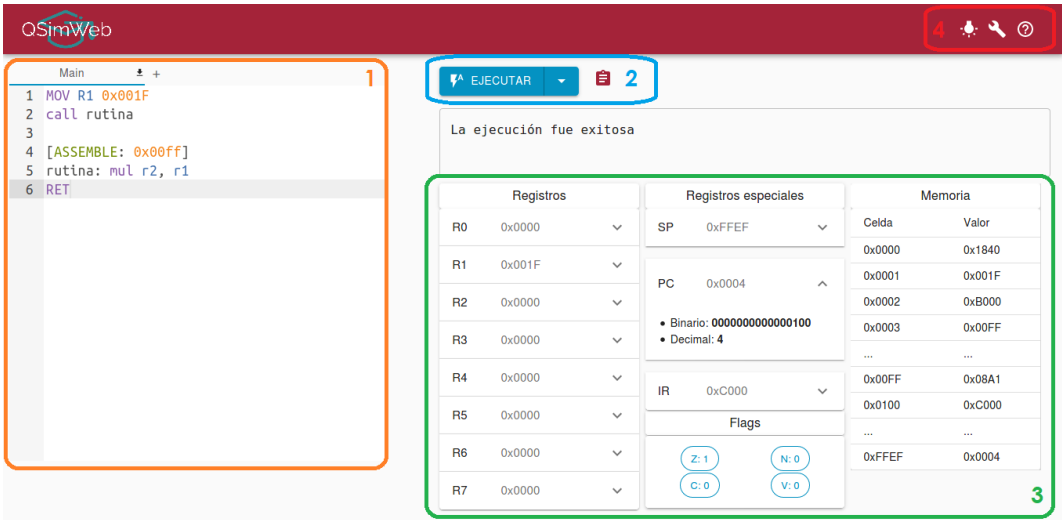 QSimWeb
4
Main +
1
1 MOV R1 0x001F
2 call rutina
3
4 [ASSEMBLE: 0x00ff]
5 rutina: mul r2, r1
6 RET
EJECUTAR
2
La ejecución fue exitosa
Registros
R0 0x0000
R1 0x001F
R2 0x0000
R3 0x0000
R4 0x0000
R5 0x0000
R6 0x0000
R7 0x0000
Registros especiales
SP 0xFFEF
PC 0x0004
• Binario: 0000000000000100
• Decimal: 4
IR 0xC000
Flags
Z: 1 N: 0
C: 0 V: 0
Memoria
Celda Valor
0x0000 0x1840
0x0001 0x001F
0x0002 0xB000
0x0003 0x00FF
... ...
0x00FF 0x08A1
0x0100 0xC000
... ...
0xFFEF 0x0004
3